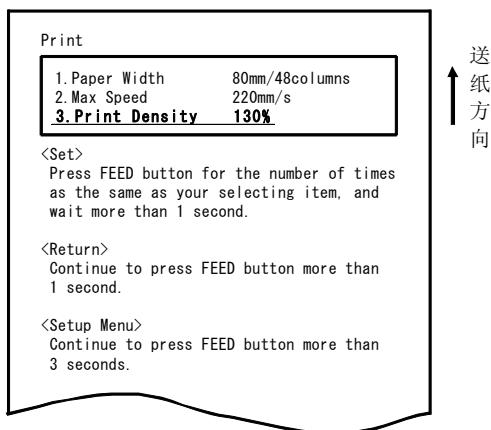 Print
1.Paper Width 80mm/48columns
2.Max Speed 220mm/s
3.Print Density 130%
<Set>
Press FEED button for the number of times
as the same as your selecting item, and
wait more than 1 second.
<Return>
Continue to press FEED button more than
1 second.
<Setup Menu>
Continue to press FEED button more than
3 seconds.
送纸方向